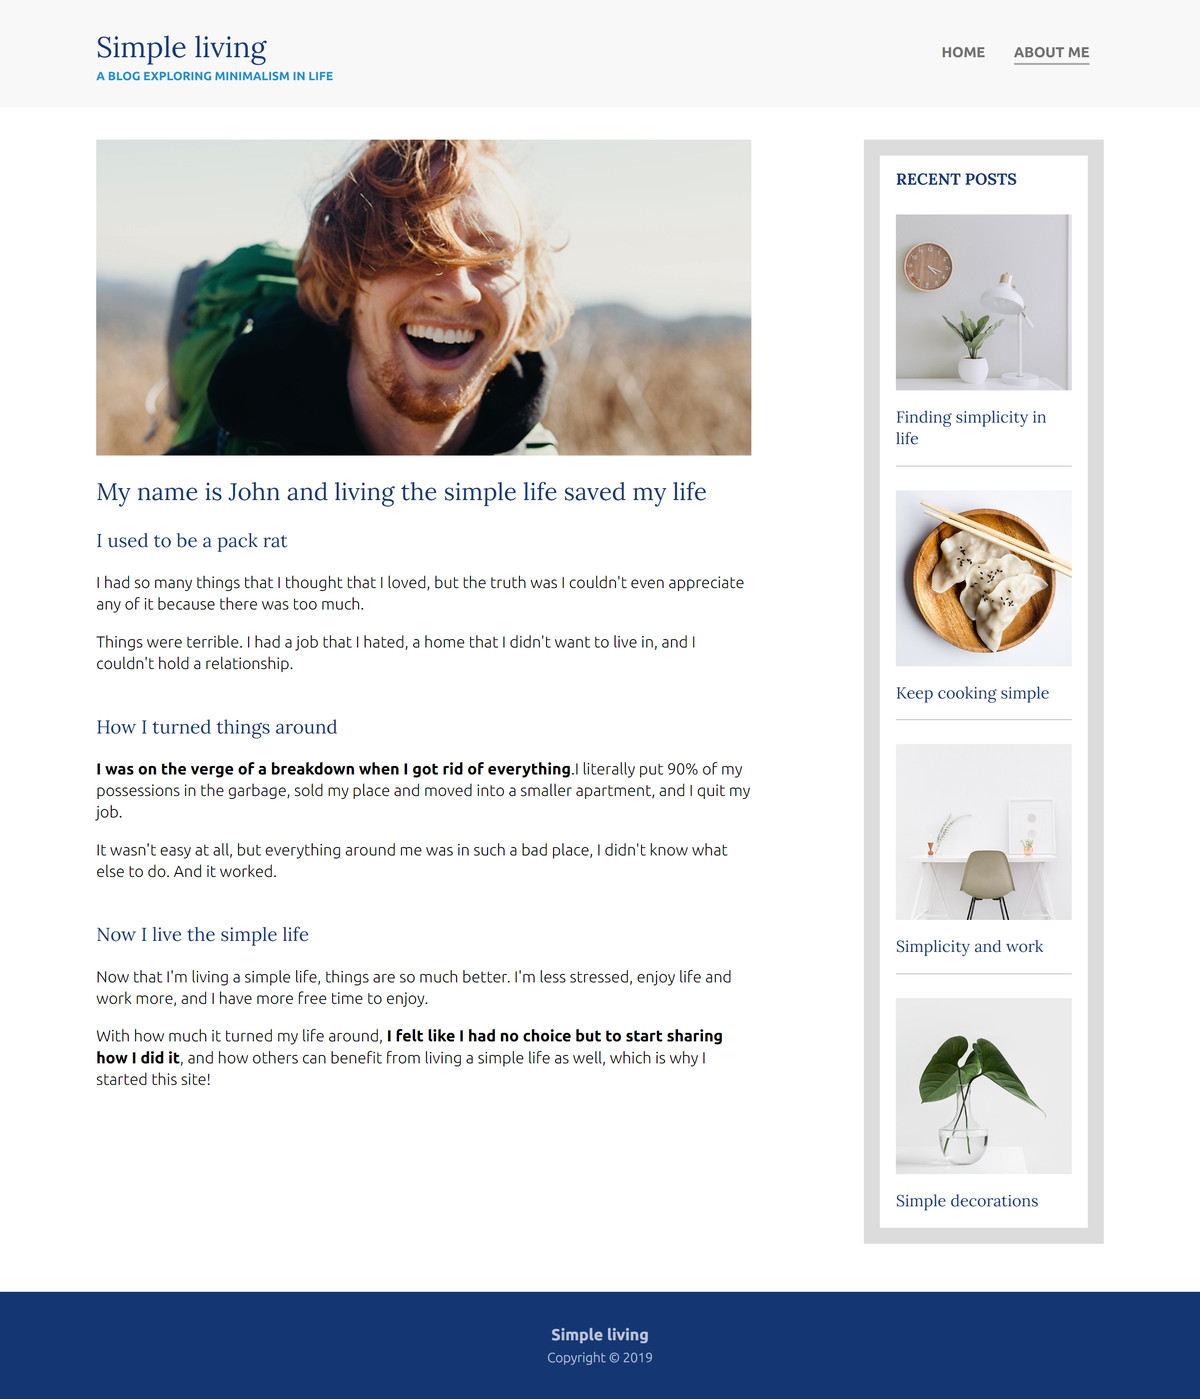 Simple living
A BLOG EXPLORING MINIMALISM IN LIFE
HOME
ABOUT ME
My name is John and living the simple life saved my life
I used to be a pack rat
I had so many things that I thought that I loved, but the truth was I couldn't even appreciate
any of it because there was too much.
Things were terrible. I had a job that I hated, a home that I didn't want to live in, and I
couldn't hold a relationship.
How I turned things around
I was on the verge of a breakdown when I got rid of everything.I literally put 90% of my
possessions in the garbage, sold my place and moved into a smaller apartment, and I quit my
job.
It wasn't easy at all, but everything around me was in such a bad place, I didn't know what
else to do. And it worked.
Now I live the simple life
Now that I'm living a simple life, things are so much better. I'm less stressed, enjoy life and
work more, and I have more free time to enjoy.
With how much it turned my life around, I felt like I had no choice but to start sharing
how I did it, and how others can benefit from living a simple life as well, which is why I
started this site!
RECENT POSTS
Finding simplicity in
life
Keep cooking simple
Simplicity and work
Simple decorations
Simple living
Copyright © 2019